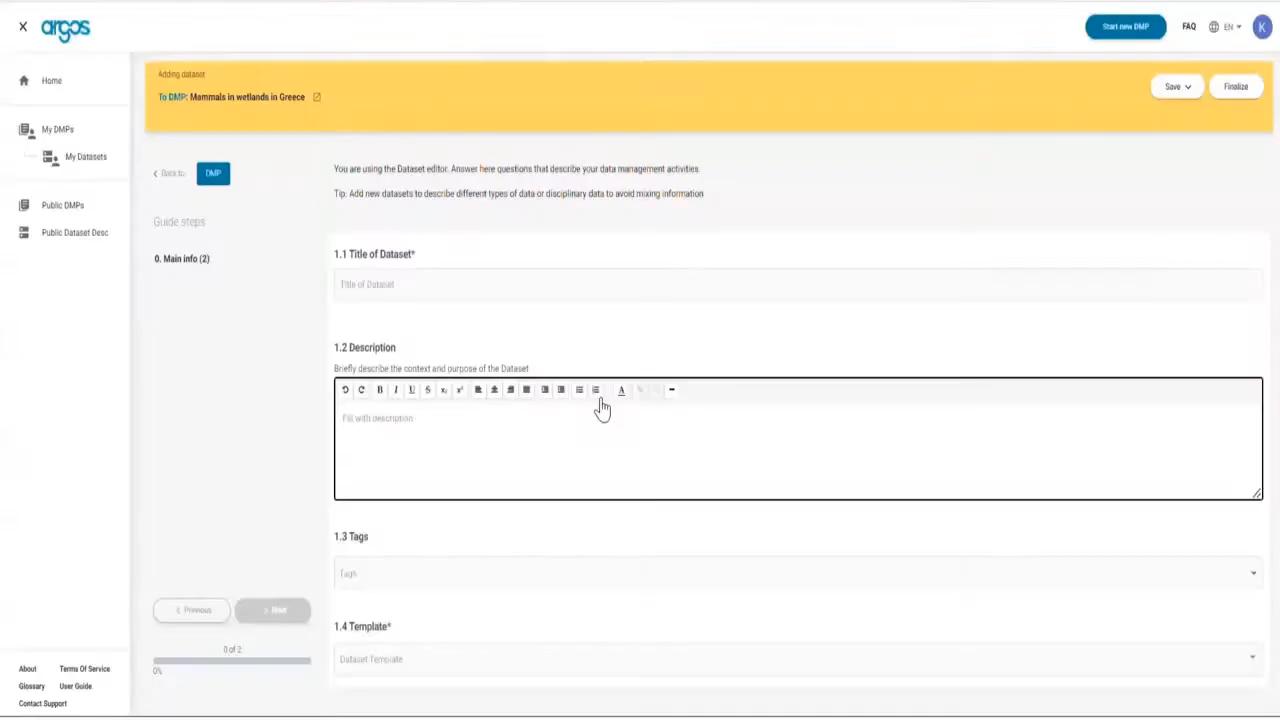 argos
Start new DMP
FAQ
EN
K
Home
My DMPs
My Datasets
Public DMPs
Public Dataset Desc
Adding dataset
To DMP: Mammals in wetlands in Greece
Save
Finalize
Back to
DMP
Guide steps
0. Main info (2)
You are using the Dataset editor. Answer here questions that describe your data management activities.
Tip: Add new datasets to describe different types of data or disciplinary data to avoid mixing information
1.1 Title of Dataset*
Title of Dataset
1.2 Description
Briefly describe the context and purpose of the Dataset
B I U S x₂ x² A
Fill with description
1.3 Tags
Tags
1.4 Template*
Dataset Template
Previous
Next
0 of 2
0%
About Terms Of Service
Glossary User Guide
Contact Support